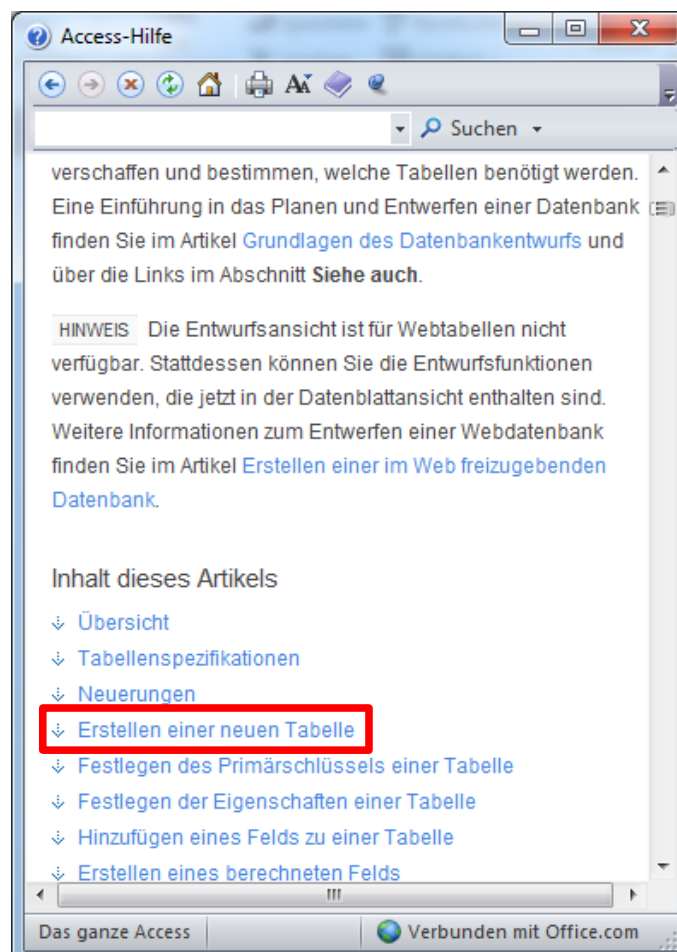 Access-Hilfe
Suchen
verschaffen und bestimmen, welche Tabellen benötigt werden.
Eine Einführung in das Planen und Entwerfen einer Datenbank
finden Sie im Artikel Grundlagen des Datenbankentwurfs und
über die Links im Abschnitt Siehe auch.
HINWEIS Die Entwurfsansicht ist für Webtabellen nicht
verfügbar. Stattdessen können Sie die Entwurfsfunktionen
verwenden, die jetzt in der Datenblattansicht enthalten sind.
Weitere Informationen zum Entwerfen einer Webdatenbank
finden Sie im Artikel Erstellen einer im Web freizugebenden
Datenbank.
Inhalt dieses Artikels
Übersicht
Tabellenspezifikationen
Neuerungen
Erstellen einer neuen Tabelle
Festlegen des Primärschlüssels einer Tabelle
Festlegen der Eigenschaften einer Tabelle
Hinzufügen eines Felds zu einer Tabelle
Erstellen eines berechneten Felds
Das ganze Access
Verbunden mit Office.com